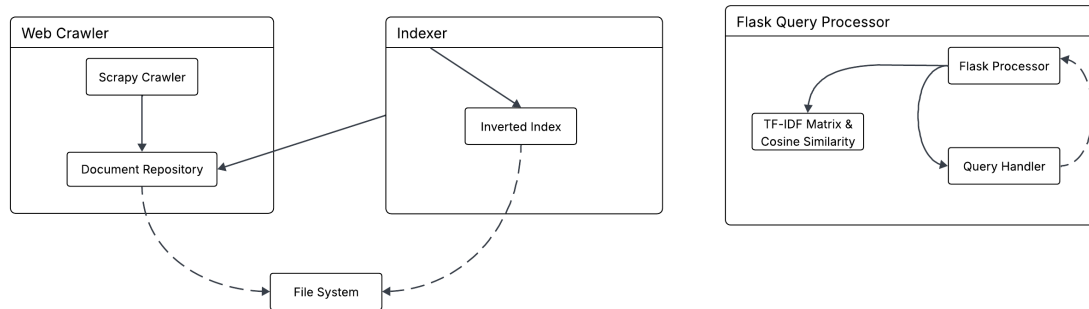 Web Crawler
Scrapy Crawler
Document Repository
Indexer
Inverted Index
File System
Flask Query Processor
Flask Processor
TF-IDF Matrix &
Cosine Similarity
Query Handler